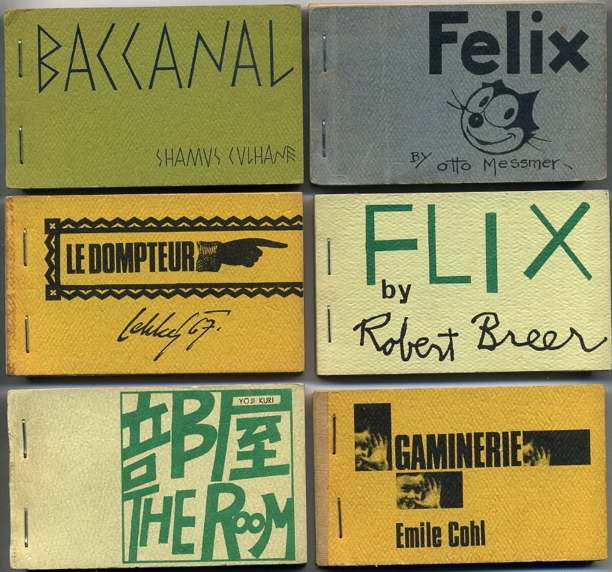 BACCANAL
SHAMUS CULHANE
Felix
BY Otto Messmer
LE DOMPTEUR
67.
FLIX
by
Robert Breer
YOJI KURI
部屋
THE ROOM
GAMINERIE
Emile Cohl